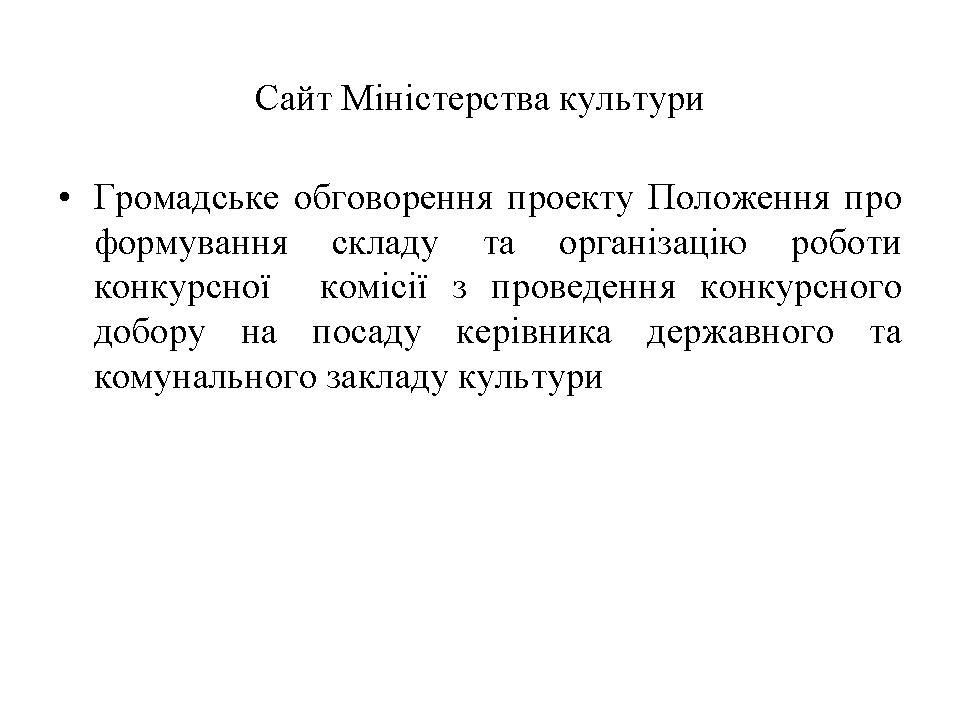 Сайт Міністерства культури
• Громадське обговорення проекту Положення про
формування складу та організацію роботи
конкурсної комісії з проведення конкурсного
добору на посаду керівника державного та
комунального закладу культури